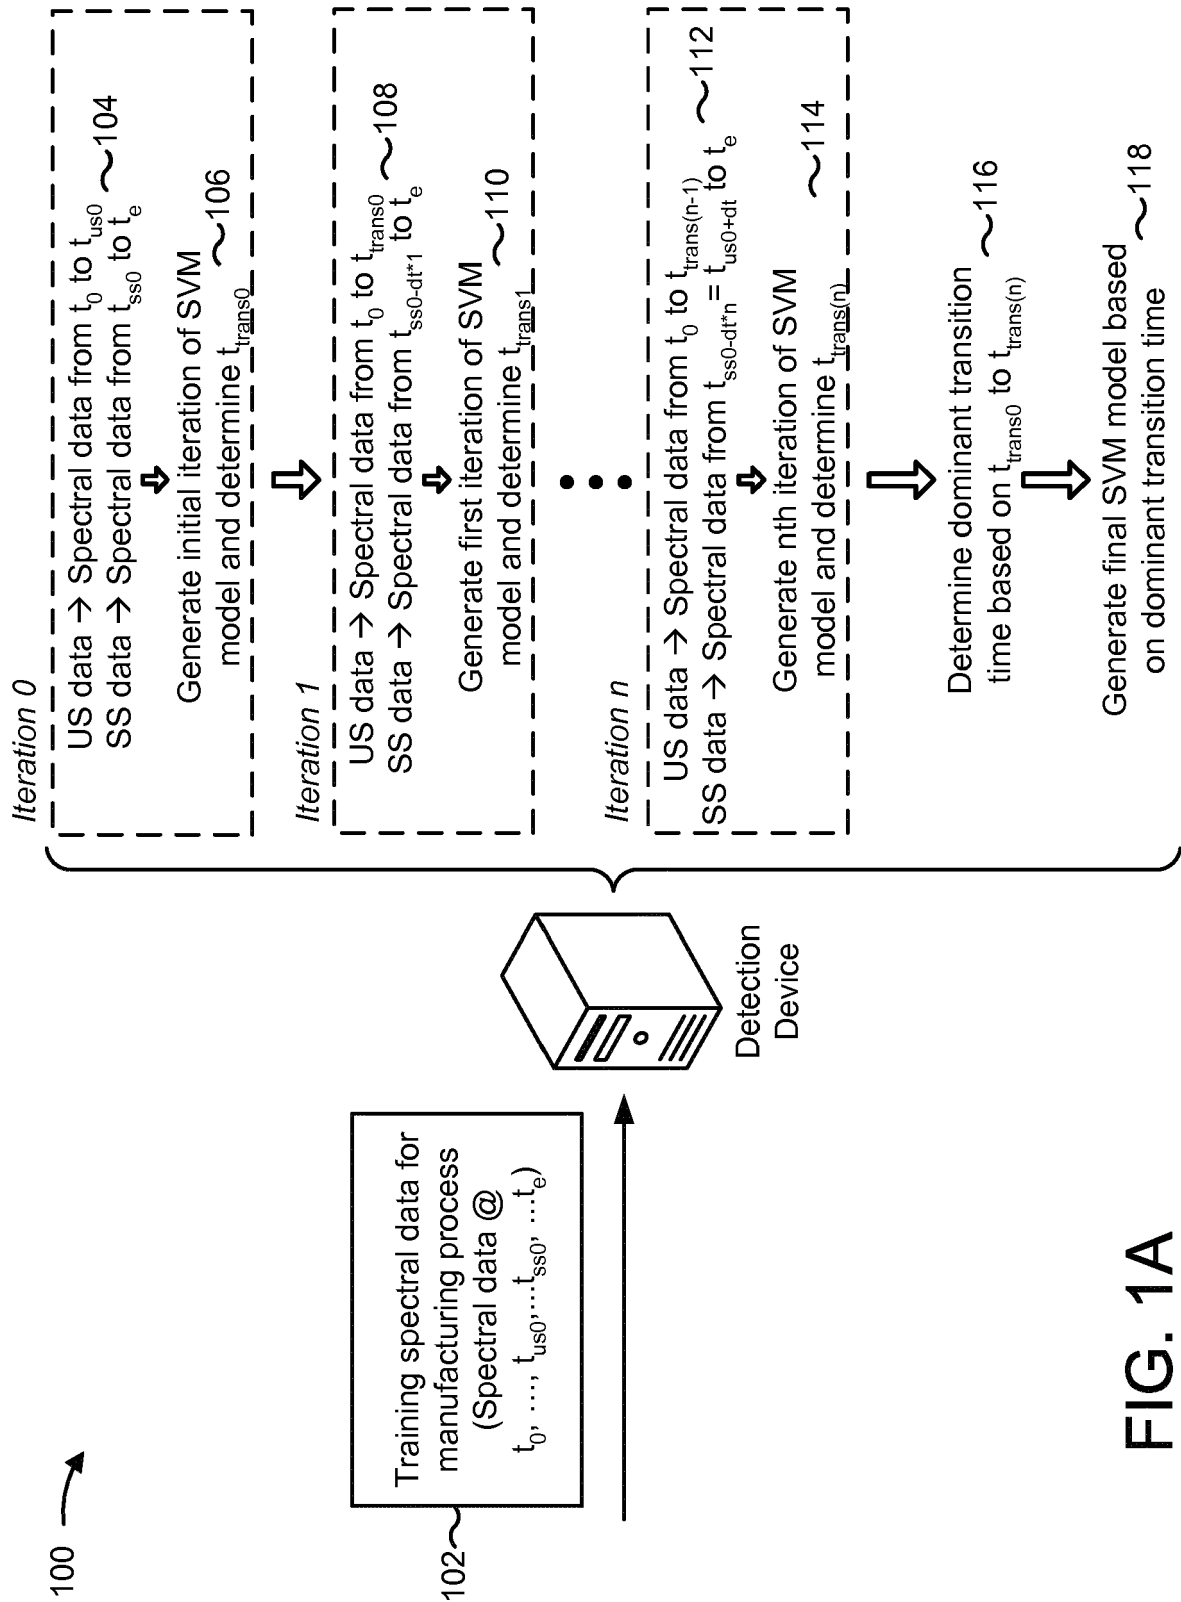 100
102
Training spectral data for
manufacturing process
(Spectral data @
t0, …, tus0,…tss0, …te)
Detection
Device
Iteration 0
US data → Spectral data from t0 to tus0
SS data → Spectral data from tss0 to te
104
Generate initial iteration of SVM
model and determine ttrans0
106
Iteration 1
US data → Spectral data from t0 to ttrans0
SS data → Spectral data from tss0-dt*1 to te
108
Generate first iteration of SVM
model and determine ttrans1
110
Iteration n
US data → Spectral data from t0 to ttrans(n-1)
SS data → Spectral data from tss0-dt*n = tus0+dt to te
112
Generate nth iteration of SVM
model and determine ttrans(n)
114
Determine dominant transition
time based on ttrans0 to ttrans(n)
116
Generate final SVM model based
on dominant transition time
118
FIG. 1A